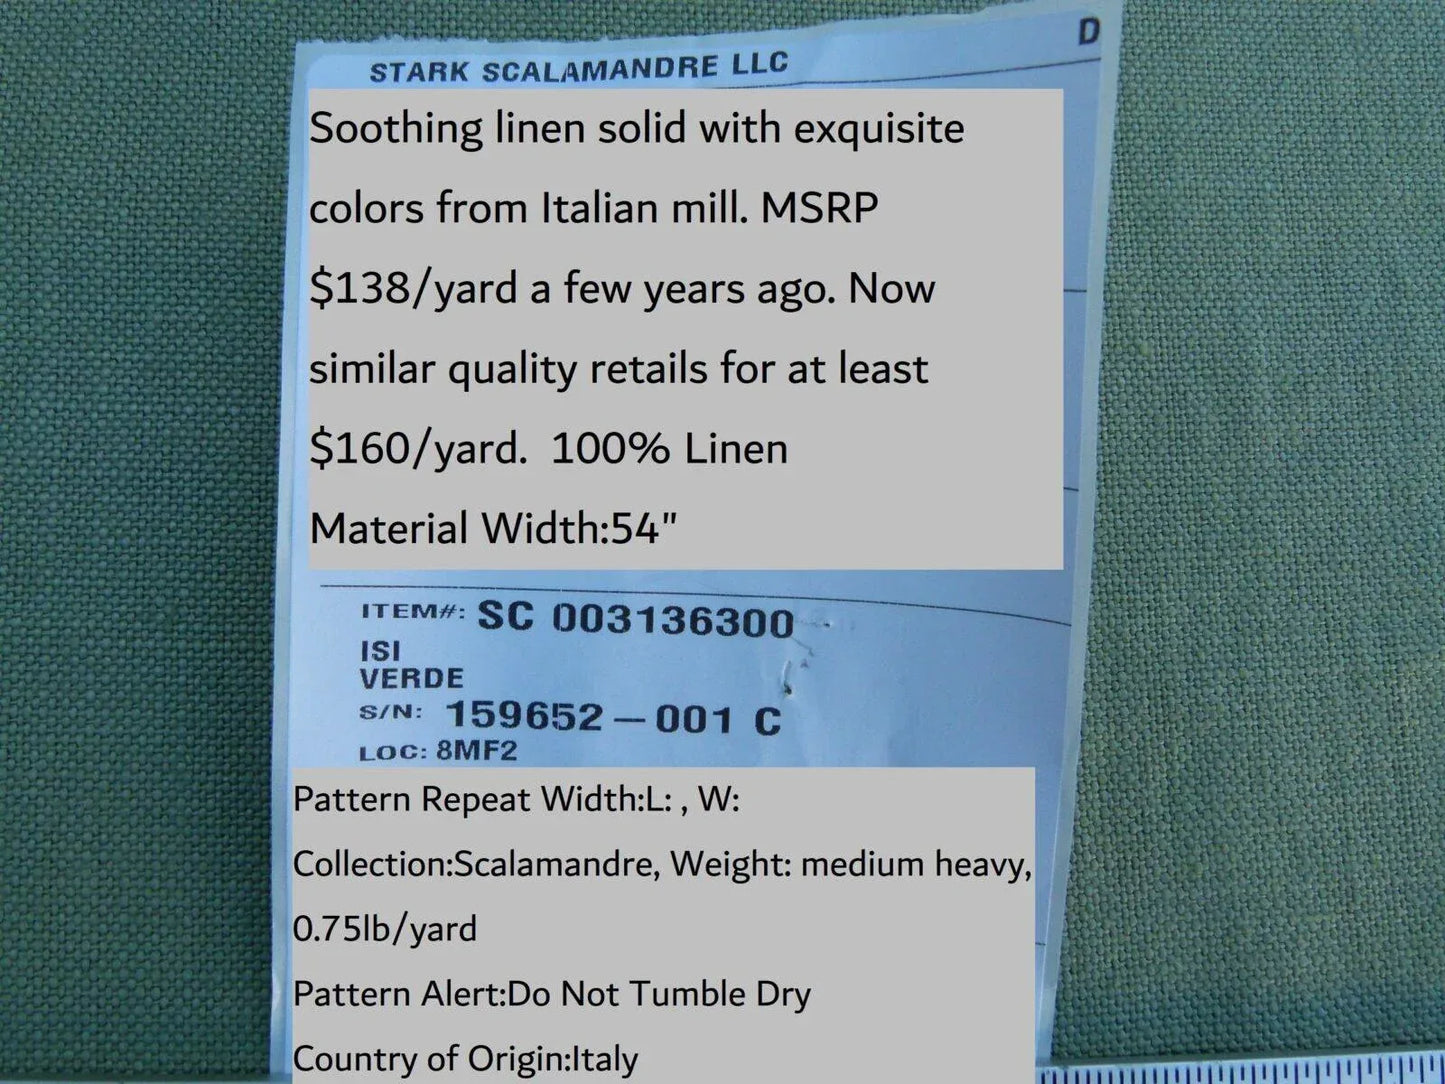 D
STARK SCALAMANDRE LLC
Soothing linen solid with exquisite
colors from Italian mill. MSRP
$138/yard a few years ago. Now
similar quality retails for at least
$160/yard.  100% Linen
Material Width:54"
ITEM#: SC 003136300
ISI
VERDE
S/N: 159652-001 C
LOC: 8MF2
Pattern Repeat Width:L: , W:
Collection:Scalamandre, Weight: medium heavy,
0.75lb/yard
Pattern Alert:Do Not Tumble Dry
Country of Origin:Italy